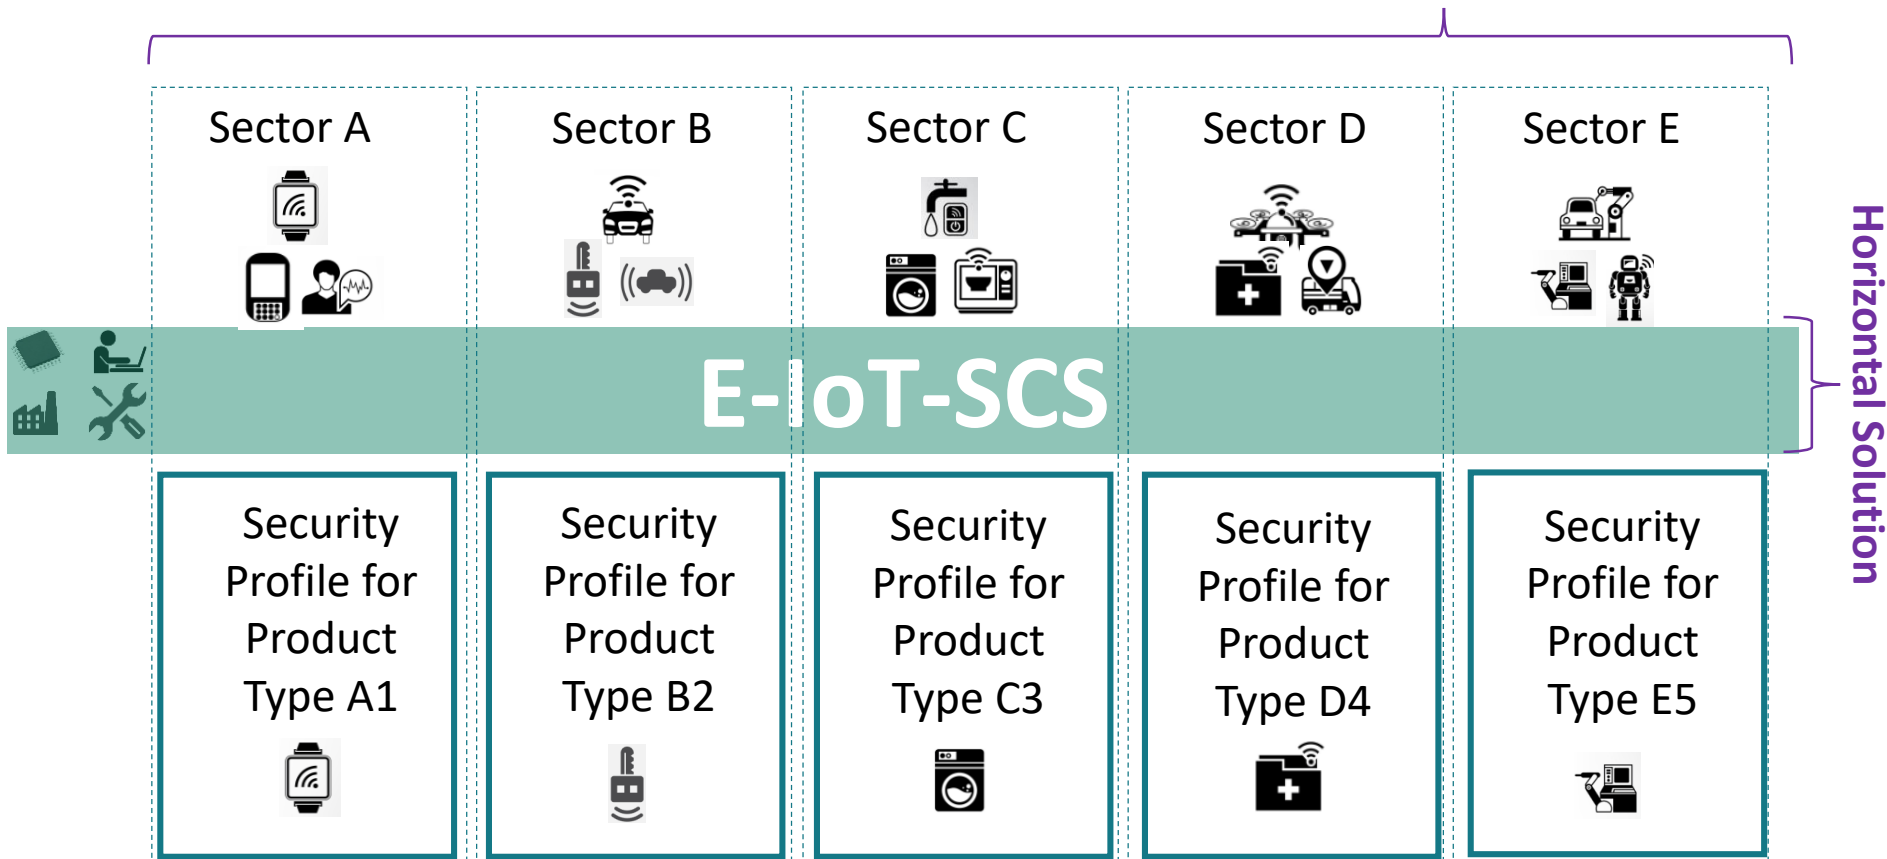 Sector A
Sector B
Sector C
Sector D
Sector E
E-IoT-SCS
Horizontal Solution
Security
Profile for
Product
Type A1
Security
Profile for
Product
Type B2
Security
Profile for
Product
Type C3
Security
Profile for
Product
Type D4
Security
Profile for
Product
Type E5